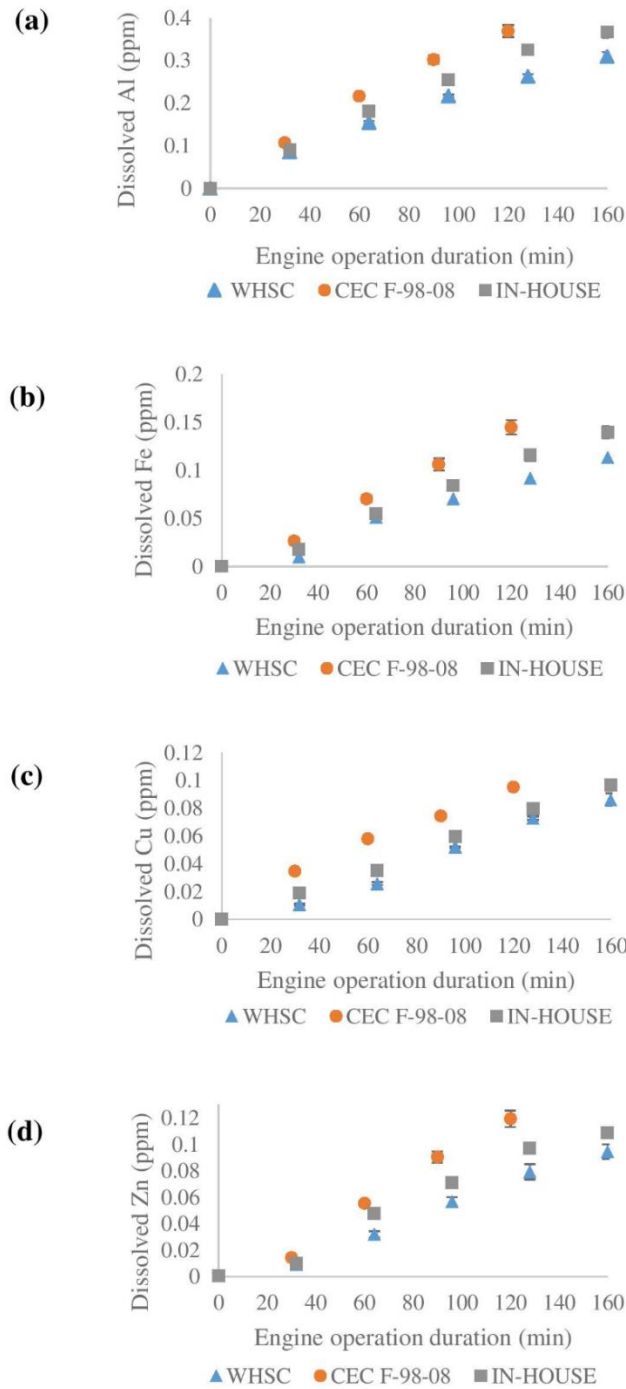 (a)
Dissolved Al (ppm)
0.4
0.3
0.2
0.1
0
0 20 40 60 80 100 120 140 160
Engine operation duration (min)
WHSC CEC F-98-08 IN-HOUSE
(b)
Dissolved Fe (ppm)
0.2
0.15
0.1
0.05
0
0 20 40 60 80 100 120 140 160
Engine operation duration (min)
WHSC CEC F-98-08 IN-HOUSE
(c)
Dissolved Cu (ppm)
0.12
0.1
0.08
0.06
0.04
0.02
0
0 20 40 60 80 100 120 140 160
Engine operation duration (min)
WHSC CEC F-98-08 IN-HOUSE
(d)
Dissolved Zn (ppm)
0.12
0.1
0.08
0.06
0.04
0.02
0
0 20 40 60 80 100 120 140 160
Engine operation duration (min)
WHSC CEC F-98-08 IN-HOUSE